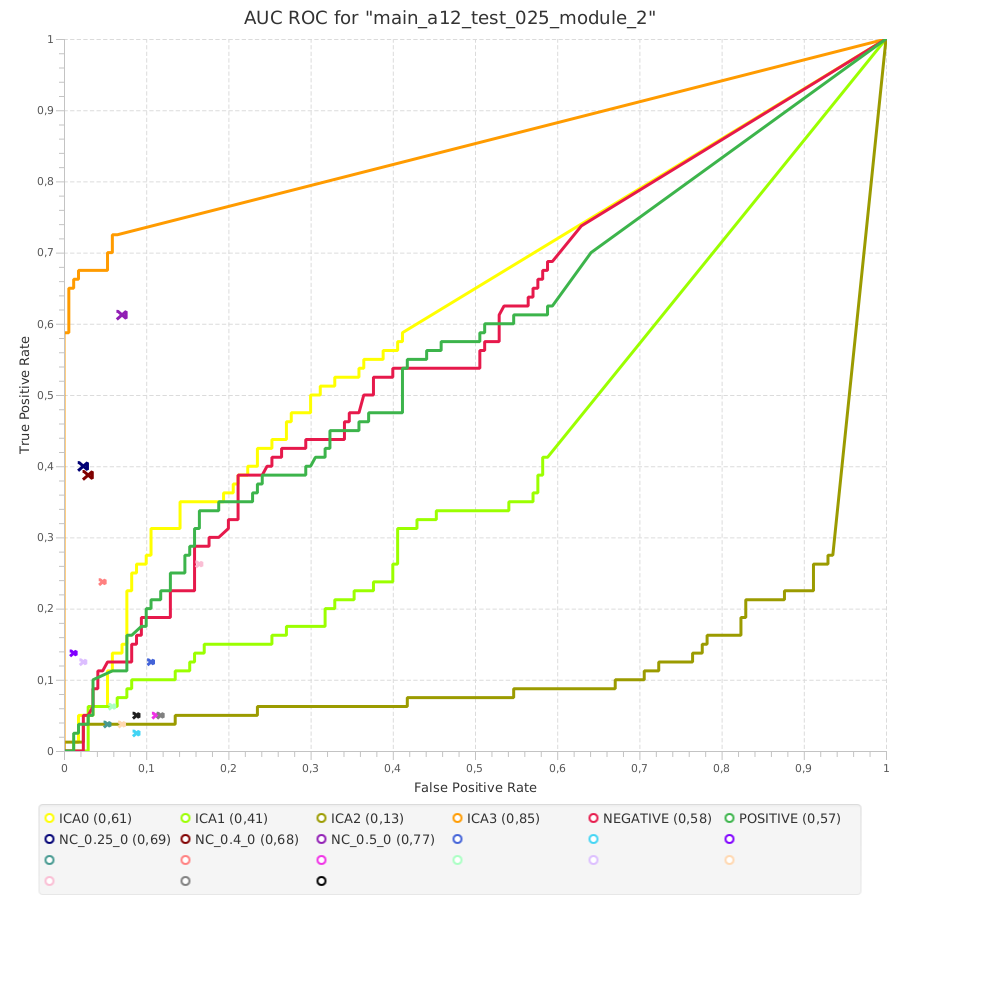 AUC ROC for "main_a12_test_025_module_2"
True Positive Rate
1
0,9
0,8
0,7
0,6
0,5
0,4
0,3
0,2
0,1
0
0 0,1 0,2 0,3 0,4 0,5 0,6 0,7 0,8 0,9 1
False Positive Rate
ICA0 (0,61) ICA1 (0,41) ICA2 (0,13) ICA3 (0,85) NEGATIVE (0,58) POSITIVE (0,57)
NC_0.25_0 (0,69) NC_0.4_0 (0,68) NC_0.5_0 (0,77)